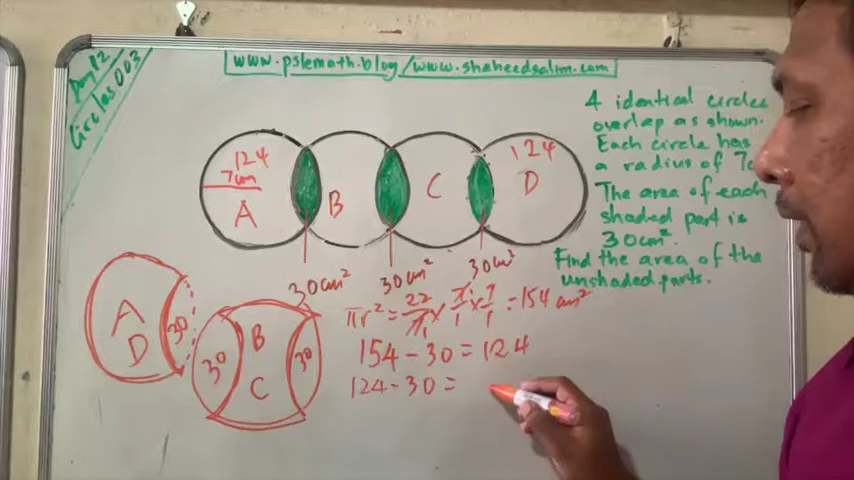 Day 12
Circles 003
www.pslemath.blog/www.shaheedsalim.com
4 identical circles
overlap as shown.
Each circle has
a radius of 7c
The area of each
shaded part is
30cm².
Find the area of the
unshaded parts.
124
7cm
A
B
C
124
D
30cm²
30cm²
30cm²
A
D
30
30
B
C
30
πr² = 22/7 × 7/1 × 7/1 = 154 cm²
154 - 30 = 124
124 - 30 =